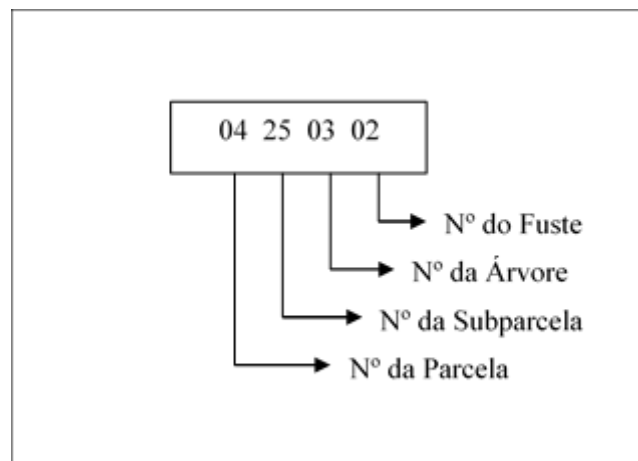 04 25 03 02
Nº do Fuste
Nº da Árvore
Nº da Subparcela
Nº da Parcela